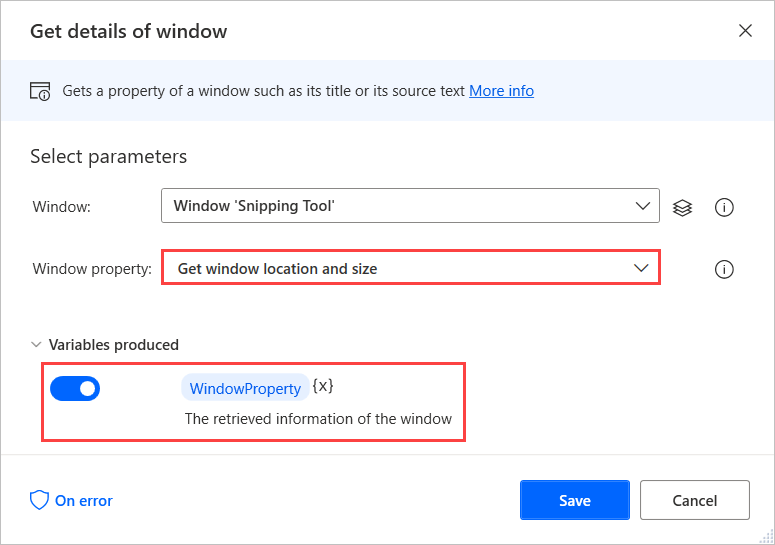 Get details of window
Gets a property of a window such as its title or its source text More info
Select parameters
Window: Window 'Snipping Tool'
Window property: Get window location and size
Variables produced
WindowProperty {x}
The retrieved information of the window
On error Save Cancel